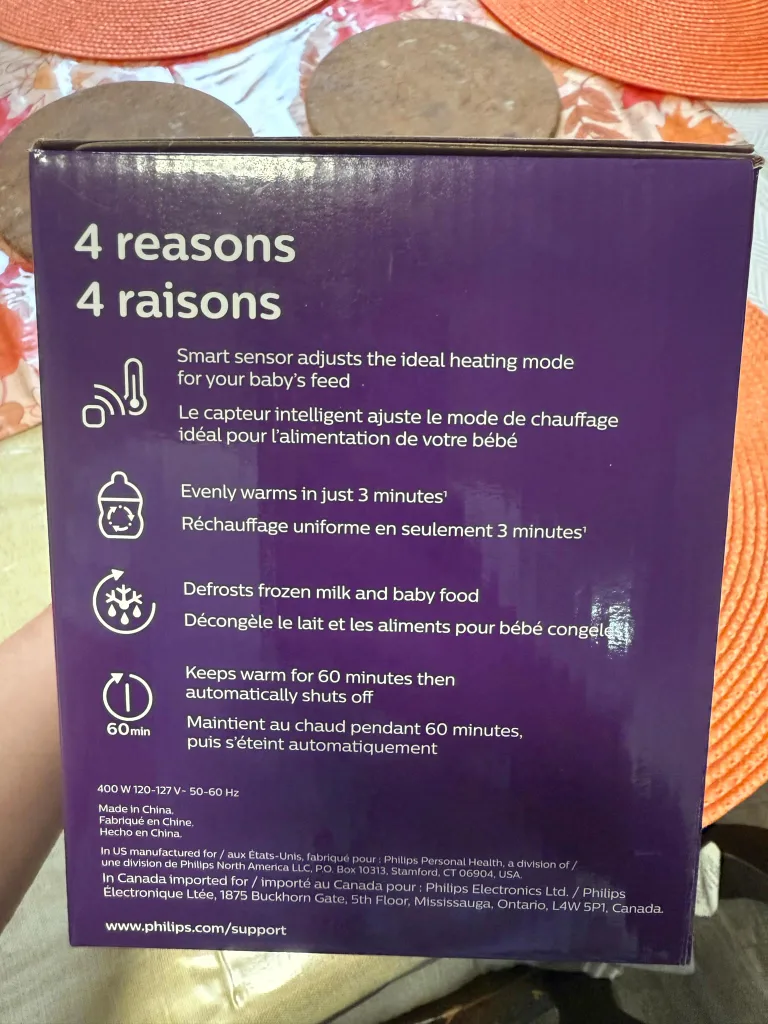 4 reasons
4 raisons
Smart sensor adjusts the ideal heating mode
for your baby's feed
Le capteur intelligent ajuste le mode de chauffage
idéal pour l'alimentation de votre bébé
Evenly warms in just 3 minutes¹
Réchauffage uniforme en seulement 3 minutes¹
Defrosts frozen milk and baby food
Décongèle le lait et les aliments pour bébé congelés
Keeps warm for 60 minutes then
automatically shuts off
60min
Maintient au chaud pendant 60 minutes,
puis s'éteint automatiquement
400 W 120-127 V~ 50-60 Hz
Made in China.
Fabriqué en Chine.
Hecho en China.
In US manufactured for / aux États-Unis, fabriqué pour : Philips Personal Health, a division of /
une division de Philips North America LLC, P.O. Box 10313, Stamford, CT 06904, USA.
In Canada imported for / importé au Canada pour : Philips Electronics Ltd. / Philips
Électronique Ltée, 1875 Buckhorn Gate, 5th Floor, Mississauga, Ontario, L4W 5P1, Canada.
www.philips.com/support